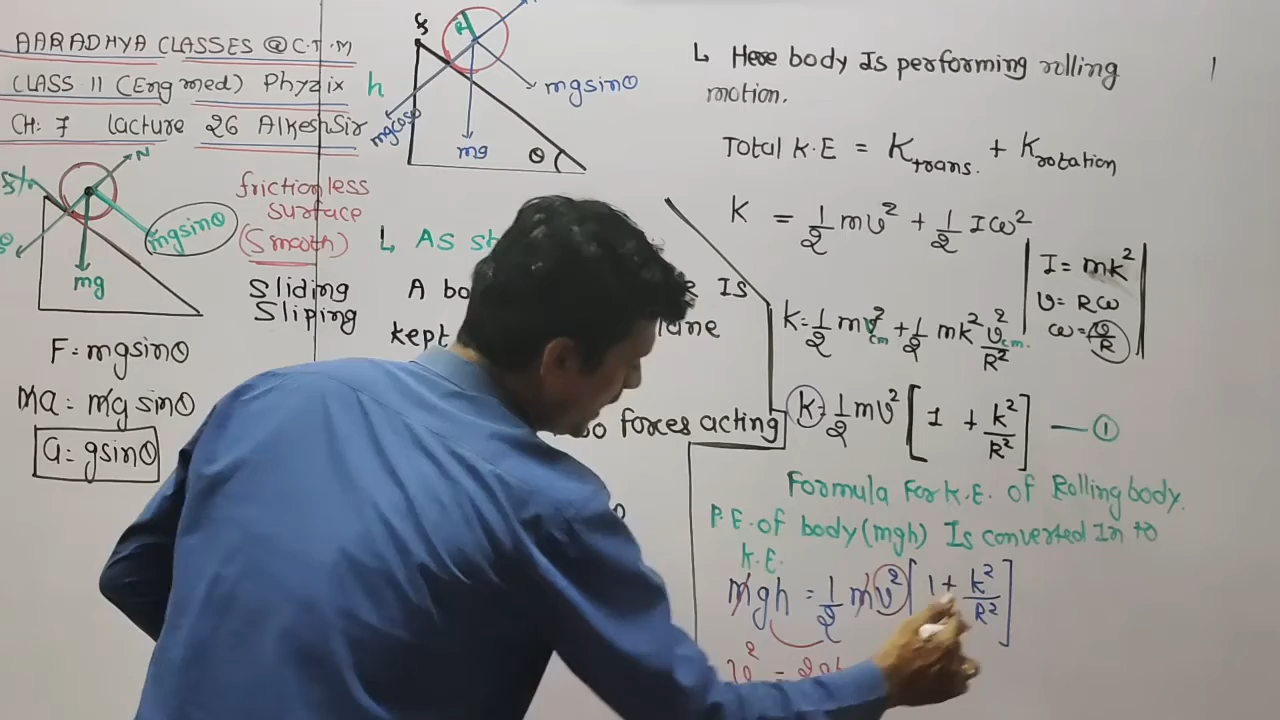 AARADHYA CLASSES @ C.T.M
CLASS 11 (Eng med) Phyzix
CH: 7 lacture 26 Alkesh Sir
N
mgsinθ
mg
frictionless
surface
(Smooth)
Sliding
Sliping
F = mgsinθ
ma = mg sinθ
a = gsinθ
h
R
mgsinθ
mgcosθ
mg
θ
↳ As
A
R Is
kept
forces acting
↳ Here body Is performing rolling
motion.
Total K.E = Ktrans. + Krotation
K = 1/2 mv² + 1/2 Iω²
I = mk²
v = Rω
ω = v/R
k = 1/2 mv²cm + 1/2 mk² v²cm./R²
k = 1/2 mv² [1 + k²/R²] — ①
Formula For K.E. of Rolling body.
P.E. of body (mgh) Is converted In to
K.E.
mgh = 1/2 mv² [1 + k²/R²]